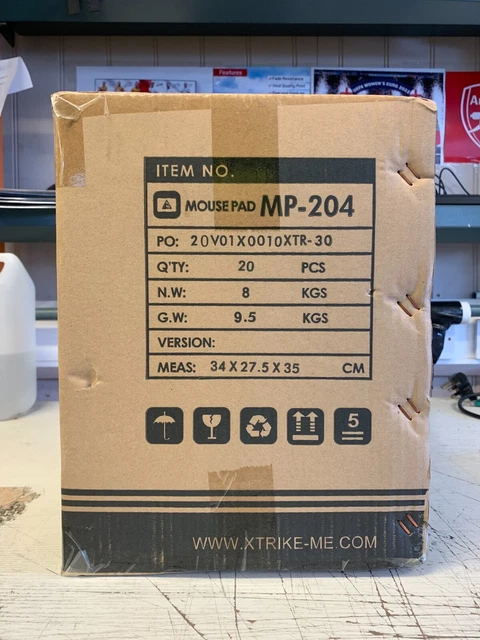 Features
ITEM NO.
MOUSE PAD MP-204
PO: 20V01X0010XTR-30
Q'TY: 20 PCS
N.W: 8 KGS
G.W: 9.5 KGS
VERSION:
MEAS: 34 X 27.5 X 35 CM
5
WWW.XTRIKE-ME.COM